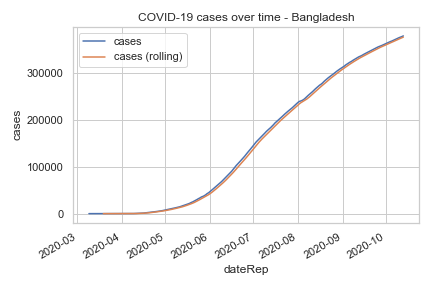 COVID-19 cases over time - Bangladesh
cases
cases (rolling)
300000
200000
100000
0
cases
2020-03
2020-04
2020-05
2020-06
2020-07
2020-08
2020-09
2020-10
dateRep